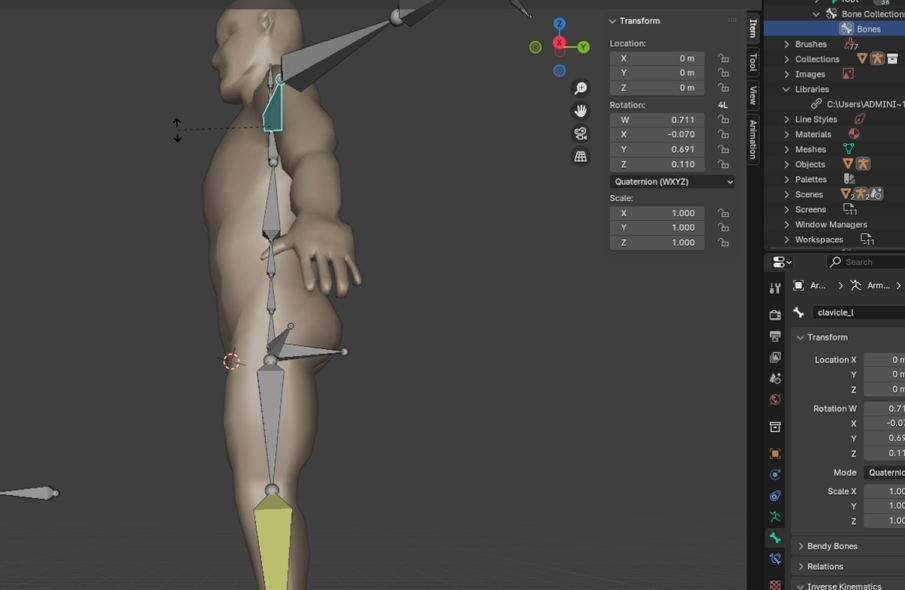 Transform
Location:
X 0 m
Y 0 m
Z 0 m
Rotation: 4L
W 0.711
X -0.070
Y 0.691
Z 0.110
Quaternion (WXYZ)
Scale:
X 1.000
Y 1.000
Z 1.000
Item
Tool
View
Animation
Z
X
Y
Bone Collection
Bones
Brushes
77
Collections
Images
Libraries
C:\Users\ADMINI~1
Line Styles
Materials
Meshes
Objects
Palettes
Scenes
2
2
Screens
11
Window Managers
Workspaces
11
Search
Ar...
Arm...
clavicle_l
Transform
Location X 0 m
Y 0 m
Z 0 m
Rotation W 0.71
X -0.07
Y 0.69
Z 0.11
Mode Quaternio
Scale X 1.00
Y 1.00
Z 1.00
Bendy Bones
Relations
Inverse Kinematics